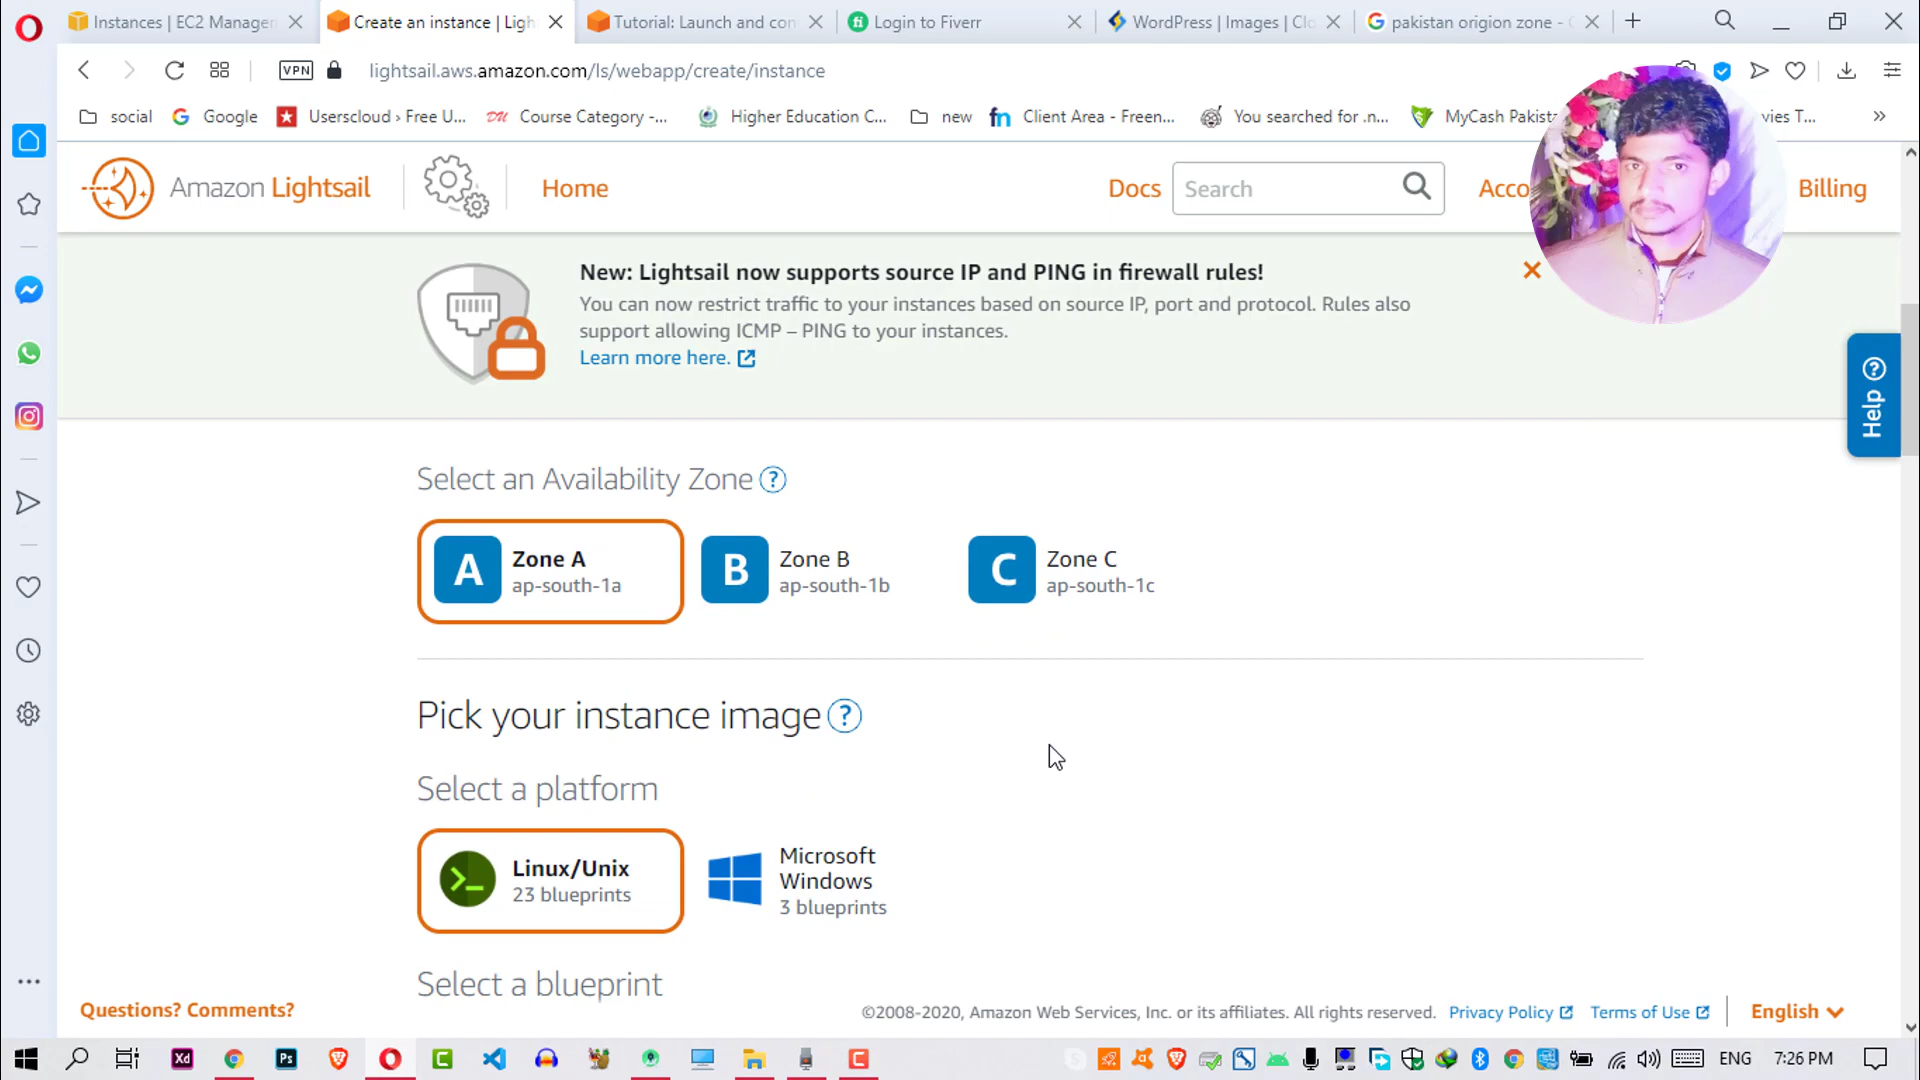 Instances | EC2 Managem
Create an instance | Ligh
Tutorial: Launch and con
Login to Fiverr
WordPress | Images | Clo
pakistan origion zone -
VPN
lightsail.aws.amazon.com/ls/webapp/create/instance
social
Google
Userscloud › Free U...
DU
Course Category -...
Higher Education C...
new
fn
Client Area - Freen...
You searched for .n...
MyCash Pakista
vies T...
»
Amazon Lightsail
Home
Docs
Search
Acco
Billing
New: Lightsail now supports source IP and PING in firewall rules!
You can now restrict traffic to your instances based on source IP, port and protocol. Rules also
support allowing ICMP – PING to your instances.
Learn more here.
Help
Select an Availability Zone ?
A
Zone A
ap-south-1a
B
Zone B
ap-south-1b
C
Zone C
ap-south-1c
Pick your instance image ?
Select a platform
Linux/Unix
23 blueprints
Microsoft
Windows
3 blueprints
Select a blueprint
Questions? Comments?
©2008-2020, Amazon Web Services, Inc. or its affiliates. All rights reserved.
Privacy Policy
Terms of Use
English
Xd
Ps
ENG
7:26 PM